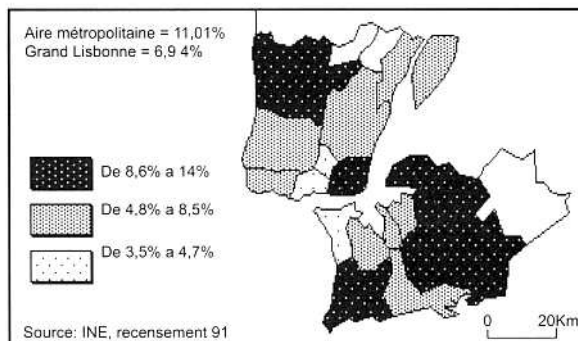 Aire métropolitaine = 11,01%
Grand Lisbonne = 6,9 4%
De 8,6% a 14%
De 4.8% a 8,5%
De 3,5% a 4,7%
Source: INE, recensement 91
0 20Km